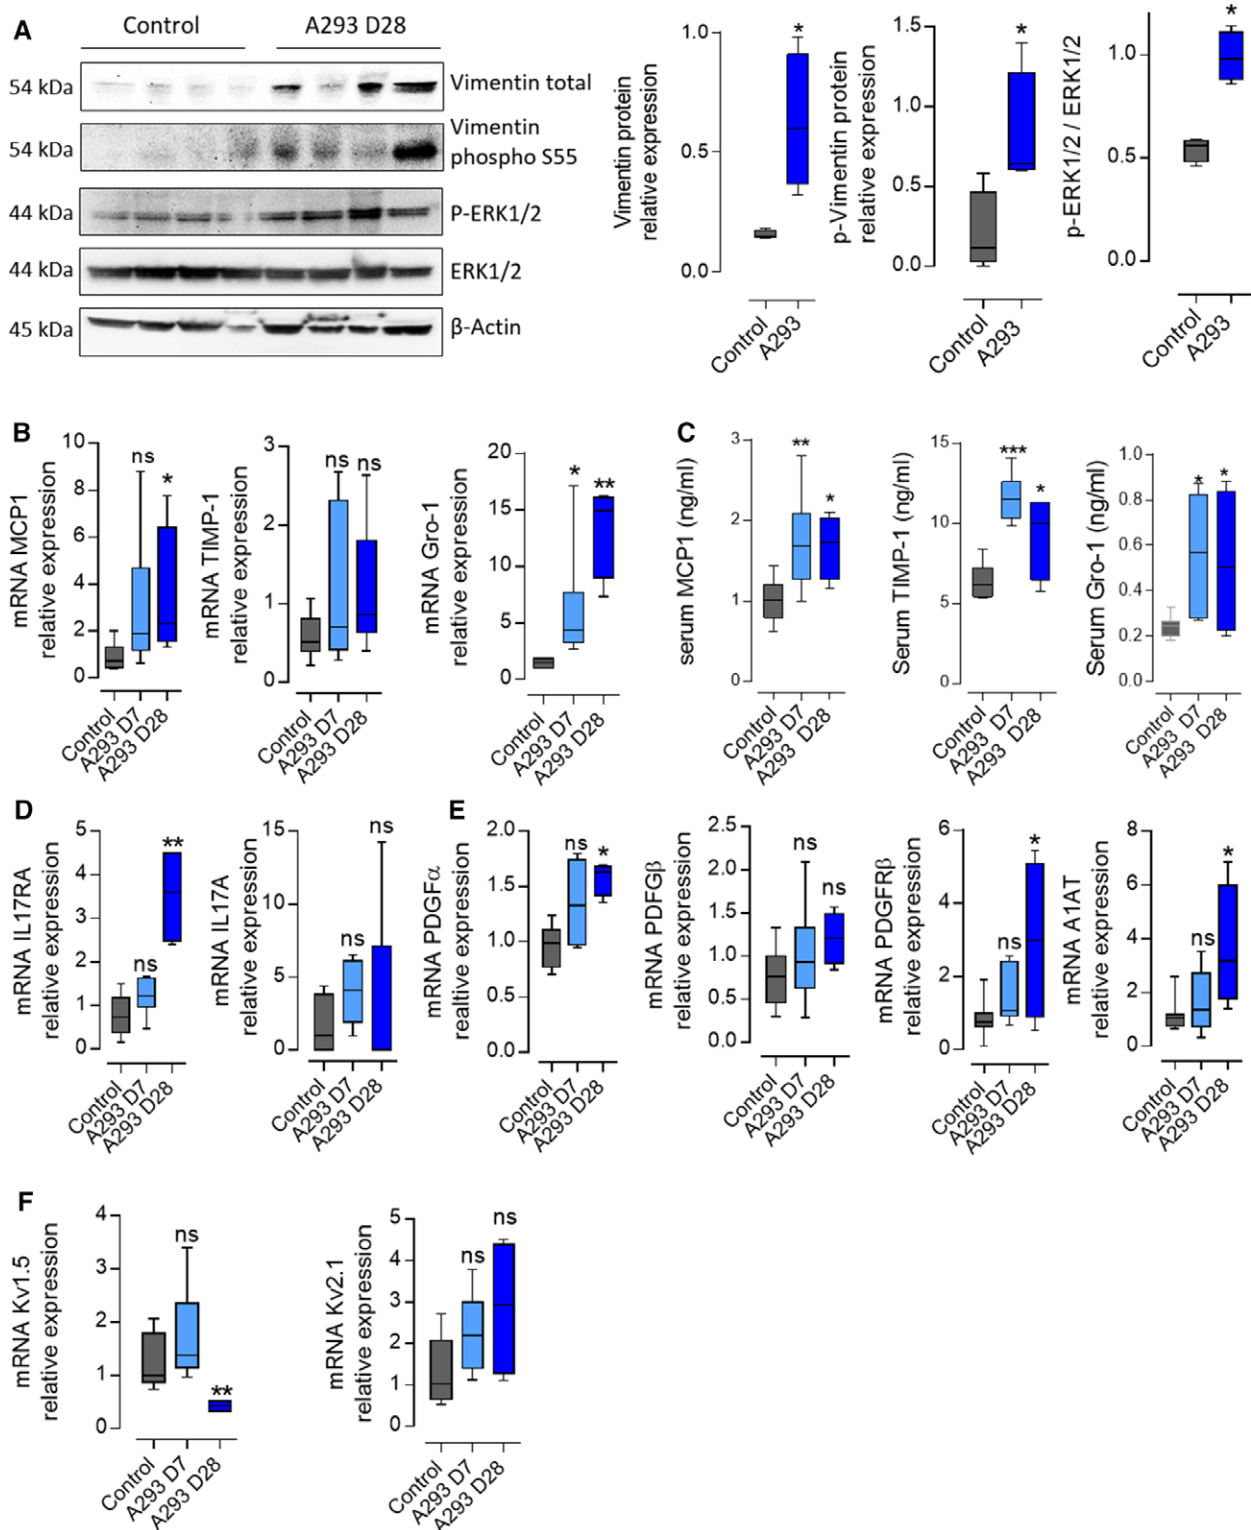 A
Control
A293 D28
54 kDa
Vimentin total
54 kDa
Vimentin
phospho S55
44 kDa
P-ERK1/2
44 kDa
ERK1/2
45 kDa
β-Actin
Vimentin protein
relative expression
1.0
0.5
0.0
*
Control
A293
p-Vimentin protein
relative expression
1.5
1.0
0.5
0.0
*
Control
A293
p-ERK1/2 / ERK1/2
1.0
0.5
0.0
*
Control
A293
B
mRNA MCP1
relative expression
10
8
6
4
2
0
ns
*
Control
A293 D7
A293 D28
mRNA TIMP-1
relative expression
3
2
1
0
ns
ns
Control
A293 D7
A293 D28
mRNA Gro-1
relative expression
20
15
10
5
0
*
**
Control
A293 D7
A293 D28
C
serum MCP1 (ng/ml)
3
2
1
0
**
*
Control
A293 D7
A293 D28
Serum TIMP-1 (ng/ml)
15
10
5
0
***
*
Control
A293 D7
A293 D28
Serum Gro-1 (ng/ml)
1.0
0.8
0.6
0.4
0.2
0.0
*
*
Control
A293 D7
A293 D28
D
mRNA IL17RA
relative expression
5
4
3
2
1
0
ns
**
Control
A293 D7
A293 D28
mRNA IL17A
relative expression
15
10
5
0
ns
ns
Control
A293 D7
A293 D28
E
mRNA PDGFα
realtive expression
2.0
1.5
1.0
0.5
0.0
ns
*
Control
A293 D7
A293 D28
mRNA PDFGβ
relative expression
2.5
2.0
1.5
1.0
0.5
0.0
ns
ns
Control
A293 D7
A293 D28
mRNA PDGFRβ
relative expression
6
4
2
0
ns
*
Control
A293 D7
A293 D28
mRNA A1AT
relative expression
8
6
4
2
0
ns
*
Control
A293 D7
A293 D28
F
mRNA Kv1.5
relative expression
4
3
2
1
0
ns
**
Control
A293 D7
A293 D28
mRNA Kv2.1
relative expression
5
4
3
2
1
0
ns
ns
Control
A293 D7
A293 D28